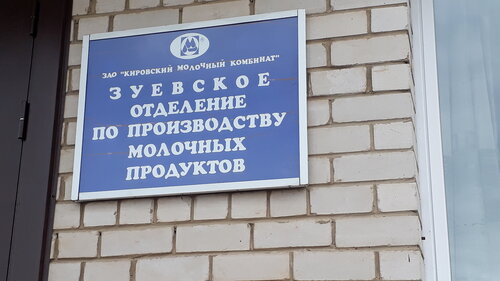 ЗАО "КИРОВСКИЙ МОЛОЧНЫЙ КОМБИНАТ"
ЗУЕВСКОЕ
ОТДЕЛЕНИЕ
ПО ПРОИЗВОДСТВУ
МОЛОЧНЫХ
ПРОДУКТОВ